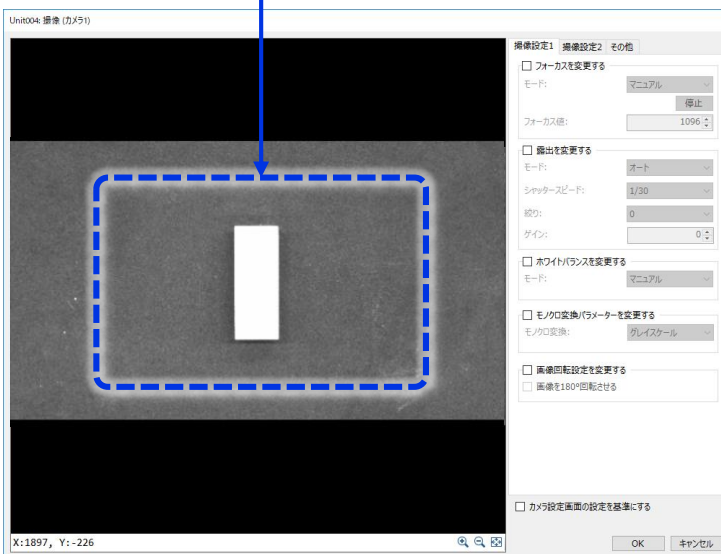 Unit004: 撮像 (カメラ1)
撮像設定1 撮像設定2 その他
フォーカスを変更する
モード: マニュアル
停止
フォーカス値: 1096
露出を変更する
モード: オート
シャッタースピード: 1/30
絞り: 0
ゲイン: 0
ホワイトバランスを変更する
モード: マニュアル
モノクロ変換パラメーターを変更する
モノクロ変換: グレイスケール
画像回転設定を変更する
画像を180°回転させる
カメラ設定画面の設定を基準にする
X:1897, Y:-226
OK キャンセル